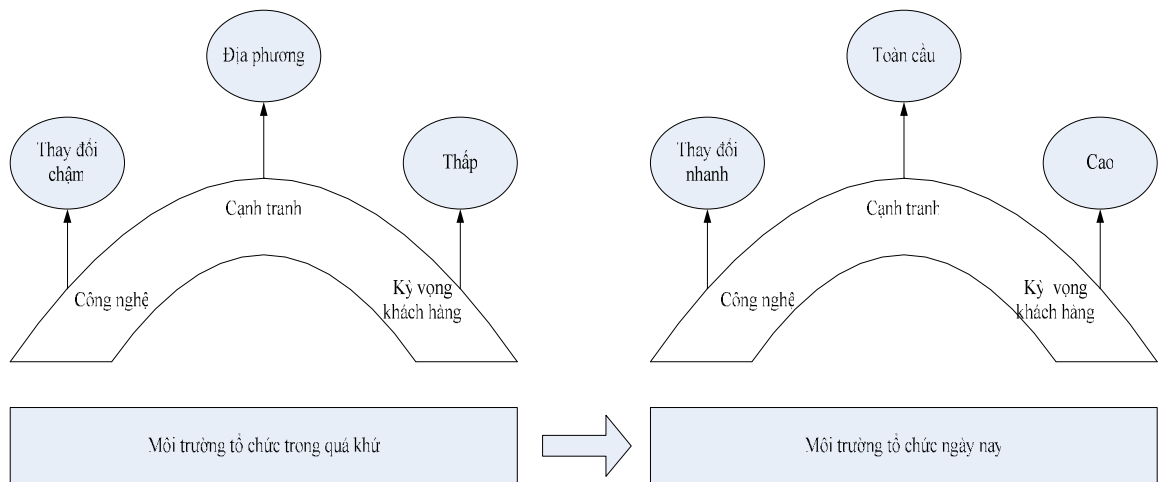 Địa phương
Thay đổi
chậm
Thấp
Cạnh tranh
Công nghệ
Kỳ vọng
khách hàng
Môi trường tổ chức trong quá khứ
Toàn cầu
Thay đổi
nhanh
Cao
Cạnh tranh
Công nghệ
Kỳ vọng
khách hàng
Môi trường tổ chức ngày nay